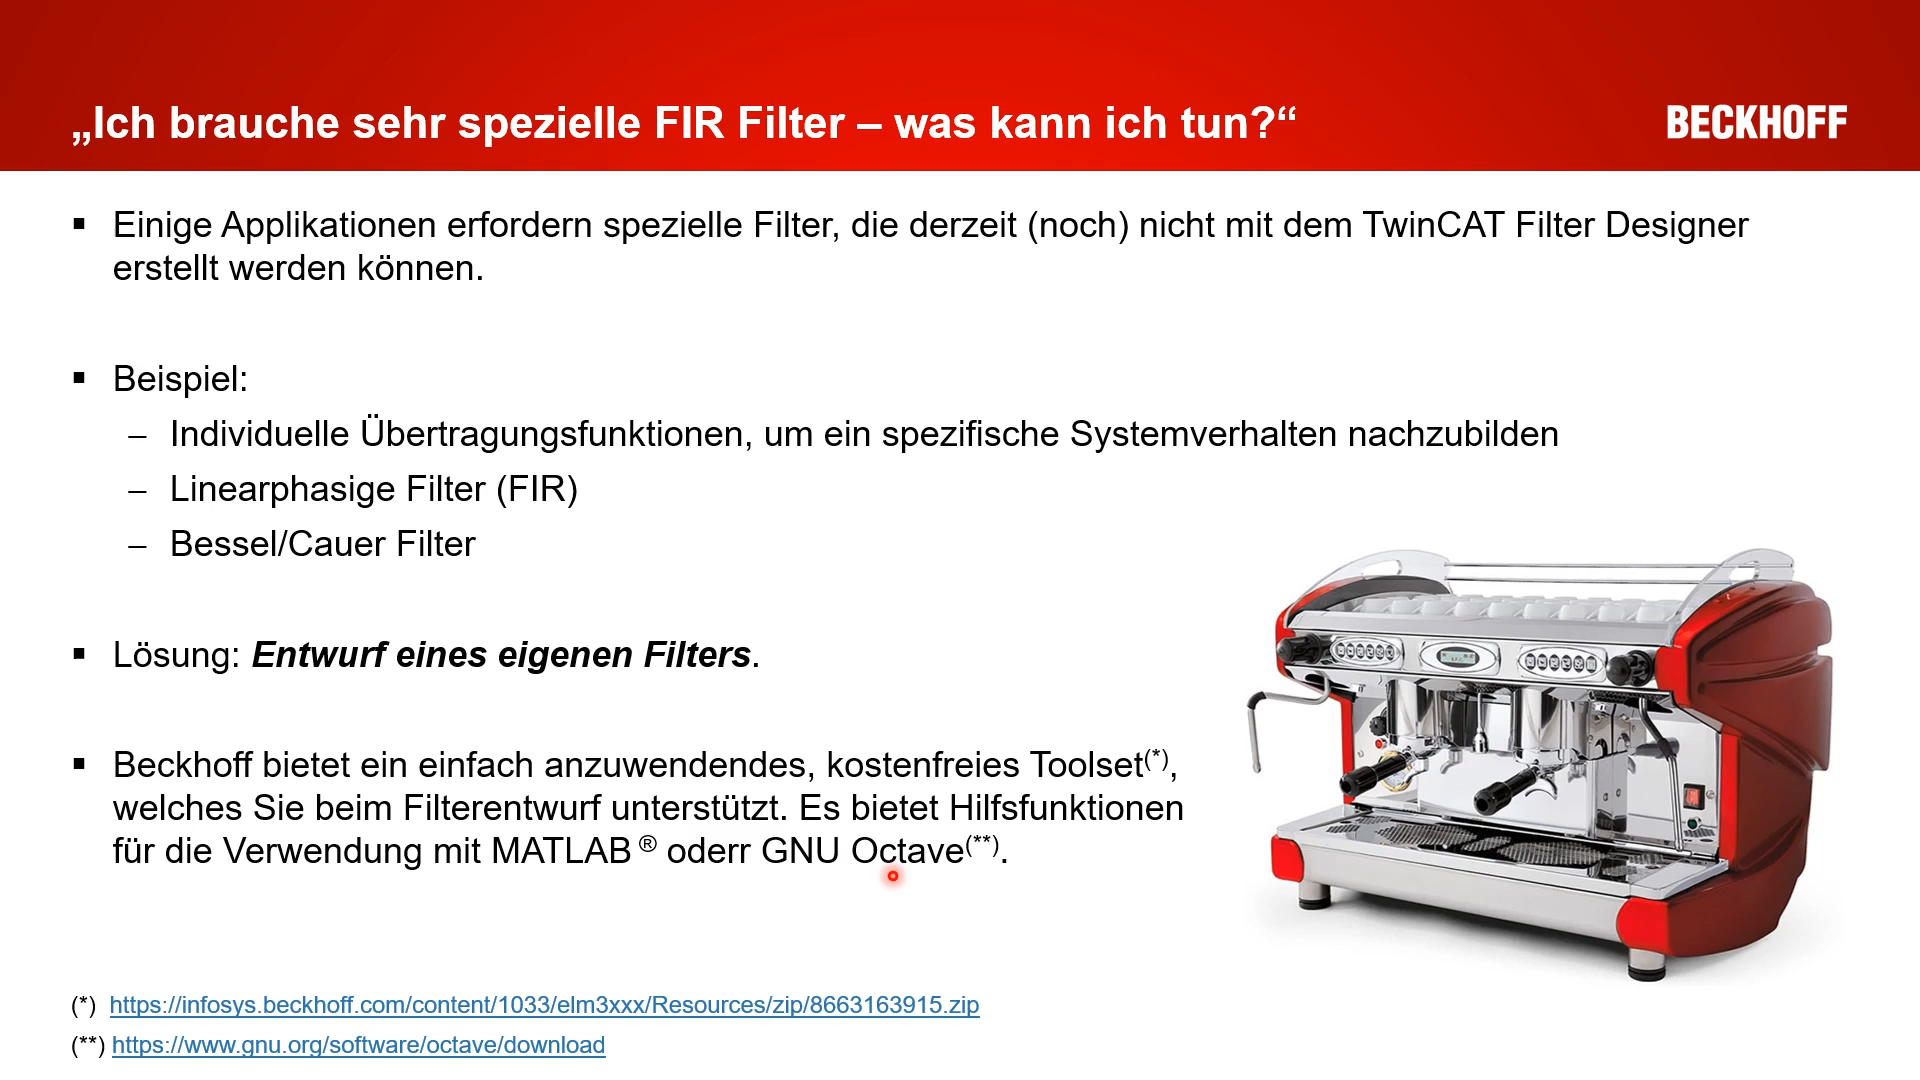 „Ich brauche sehr spezielle FIR Filter – was kann ich tun?“
BECKHOFF
▪ Einige Applikationen erfordern spezielle Filter, die derzeit (noch) nicht mit dem TwinCAT Filter Designer
erstellt werden können.
▪ Beispiel:
– Individuelle Übertragungsfunktionen, um ein spezifische Systemverhalten nachzubilden
– Linearphasige Filter (FIR)
– Bessel/Cauer Filter
▪ Lösung: Entwurf eines eigenen Filters.
▪ Beckhoff bietet ein einfach anzuwendendes, kostenfreies Toolset(*),
welches Sie beim Filterentwurf unterstützt. Es bietet Hilfsfunktionen
für die Verwendung mit MATLAB ® oderr GNU Octave(**).
(*) https://infosys.beckhoff.com/content/1033/elm3xxx/Resources/zip/8663163915.zip
(**) https://www.gnu.org/software/octave/download